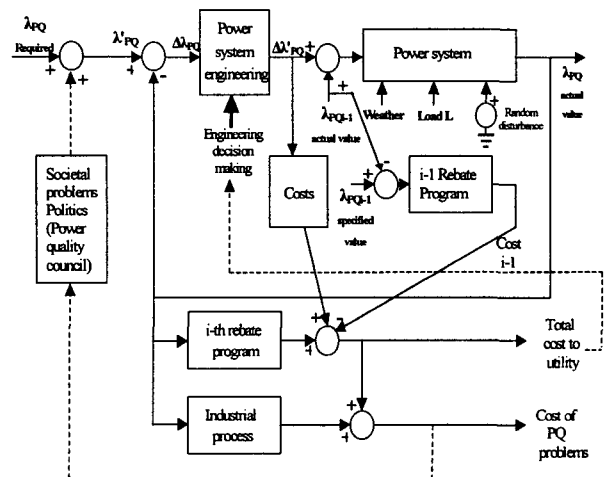 λPQ
Required
+
+
λ'PQ
-
ΔλPQ
Power
system
engineering
Δλ'PQ
+
+
Power system
λPQ
actual
value
λPQi-1
actual value
Weather
Load L
+
Random
disturbance
Engineering
decision
making
Societal
problems
Politics
(Power
quality
council)
Costs
-
+
λPQi-1
specified
value
i-1 Rebate
Program
Cost
i-1
i-th rebate
program
+
-
+
Total
cost to
utility
Industrial
process
+
+
Cost of
PQ
problems